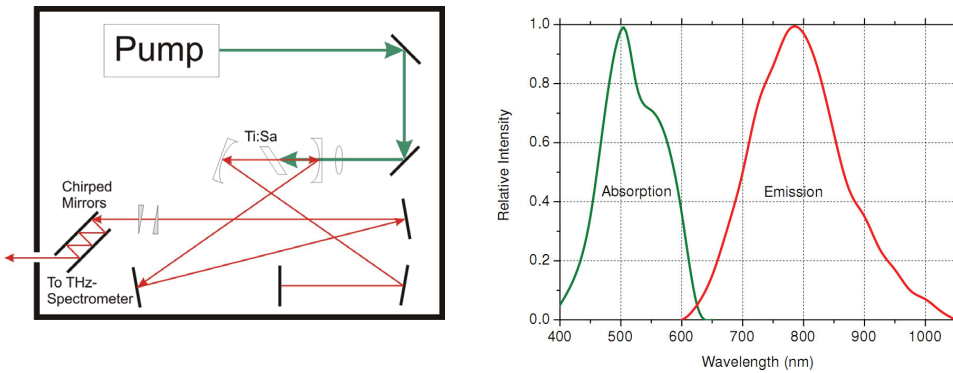 Pump
Ti:Sa
Chirped
Mirrors
To THz-
Spectrometer
1.0
0.8
0.6
0.4
0.2
0.0
Relative Intensity
Absorption
Emission
400 500 600 700 800 900 1000
Wavelength (nm)